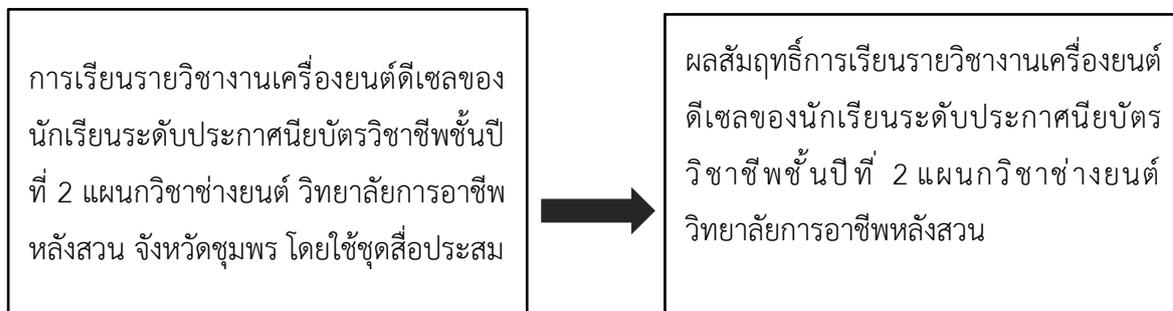 การเรียนรายวิชางานเครื่องยนต์ดีเซลของ
นักเรียนระดับประกาศนียบัตรวิชาชีพชั้นปี
ที่ 2 แผนกวิชาช่างยนต์ วิทยาลัยการอาชีพ
หลังสวน จังหวัดชุมพร โดยใช้ชุดสื่อประสม
ผลสัมฤทธิ์การเรียนรายวิชางานเครื่องยนต์
ดีเซลของนักเรียนระดับประกาศนียบัตร
วิชาชีพชั้นปีที่ 2 แผนกวิชาช่างยนต์
วิทยาลัยการอาชีพหลังสวน